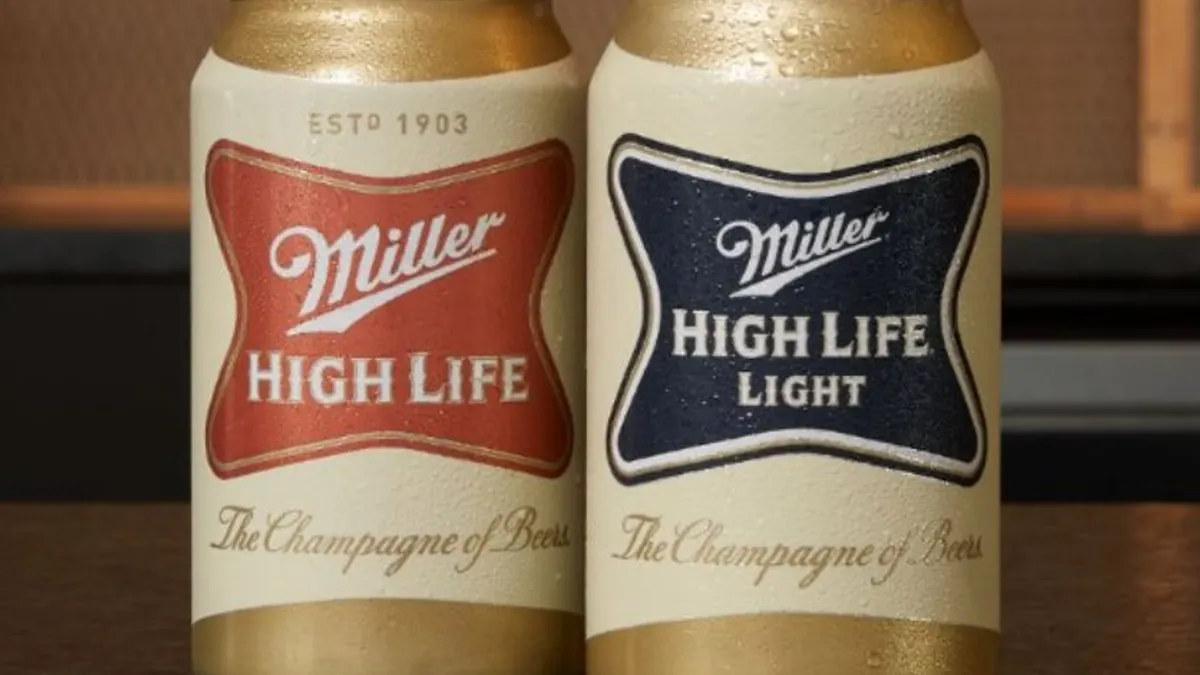 ESTD 1903
Miller
HIGH LIFE
The Champagne of Beers.
Miller
HIGH LIFE
LIGHT
The Champagne of Beers.